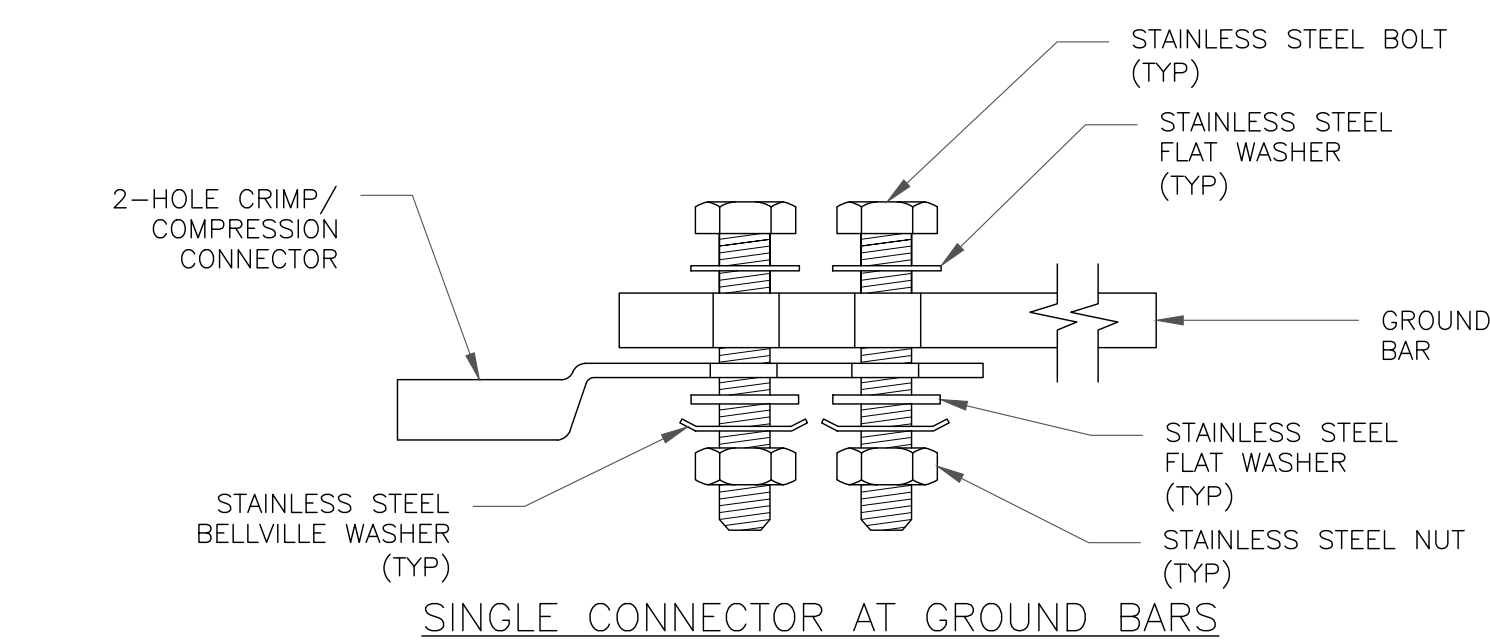 STAINLESS STEEL BOLT
(TYP)
STAINLESS STEEL
FLAT WASHER
(TYP)
2-HOLE CRIMP/
COMPRESSION
CONNECTOR
GROUND
BAR
STAINLESS STEEL
FLAT WASHER
(TYP)
STAINLESS STEEL
BELLVILLE WASHER
(TYP)
STAINLESS STEEL NUT
(TYP)
SINGLE CONNECTOR AT GROUND BARS